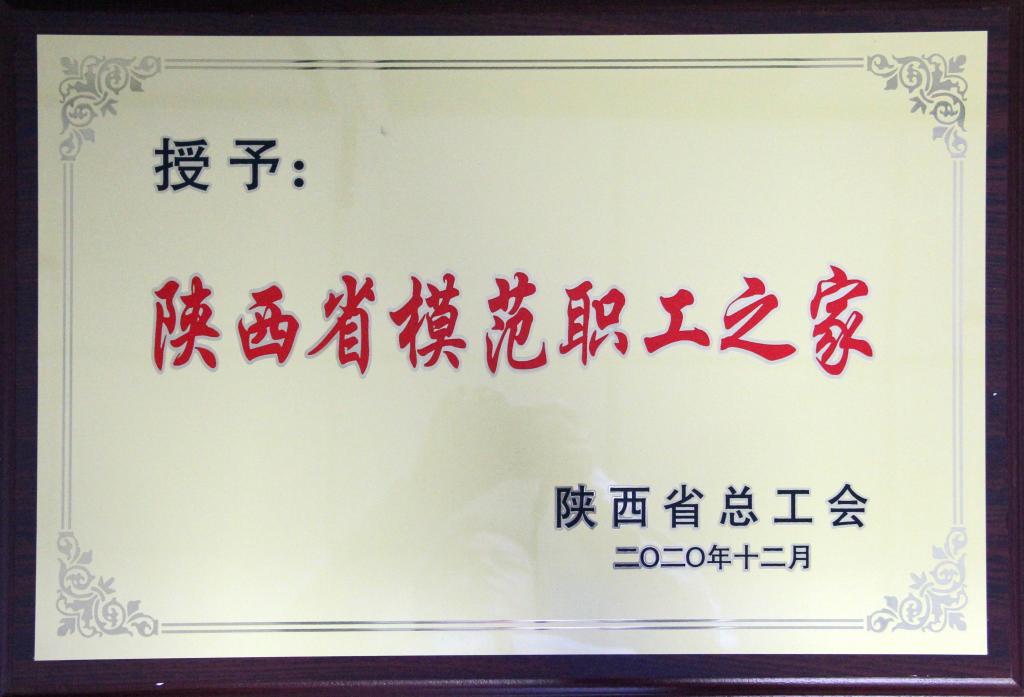 授予：
陕西省模范职工之家
陕西省总工会
二〇二〇年十二月